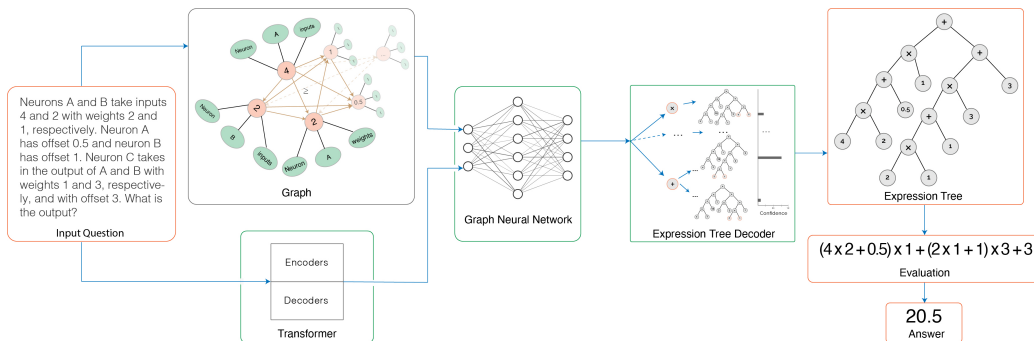 Neurons A and B take inputs
4 and 2 with weights 2 and
1, respectively. Neuron A
has offset 0.5 and neuron B
has offset 1. Neuron C takes
in the output of A and B with
weights 1 and 3, respective-
ly, and with offset 3. What is
the output?
Input Question
Neuron
A
inputs
4
1
...
≥
2
0.5
2
Neuron
B
inputs
Neuron
A
weights
Graph
Encoders
Decoders
Transformer
Graph Neural Network
×
...
...
...
+
...
...
Confidence
Expression Tree Decoder
+
×
+
+
1
×
3
×
0.5
+
3
4
2
×
1
2
1
Expression Tree
(4 x 2 + 0.5) x 1 + (2 x 1 + 1) x 3 + 3
Evaluation
20.5
Answer